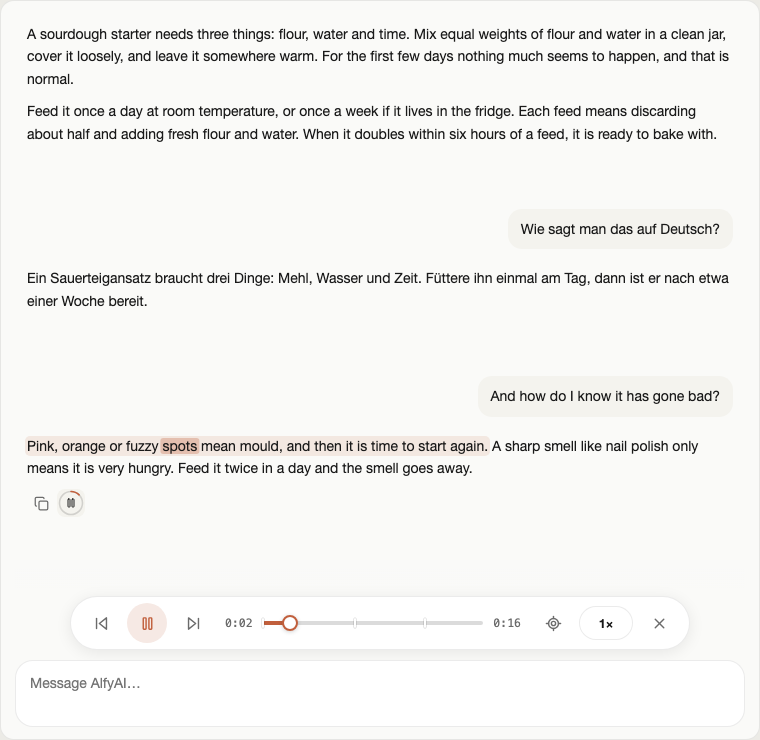 A sourdough starter needs three things: flour, water and time. Mix equal weights of flour and water in a clean jar,
cover it loosely, and leave it somewhere warm. For the first few days nothing much seems to happen, and that is
normal.
Feed it once a day at room temperature, or once a week if it lives in the fridge. Each feed means discarding
about half and adding fresh flour and water. When it doubles within six hours of a feed, it is ready to bake with.
Wie sagt man das auf Deutsch?
Ein Sauerteigansatz braucht drei Dinge: Mehl, Wasser und Zeit. Füttere ihn einmal am Tag, dann ist er nach etwa
einer Woche bereit.
And how do I know it has gone bad?
Pink, orange or fuzzy spots mean mould, and then it is time to start again. A sharp smell like nail polish only
means it is very hungry. Feed it twice in a day and the smell goes away.
0:02 0:16 1×
Message AlfyAI…